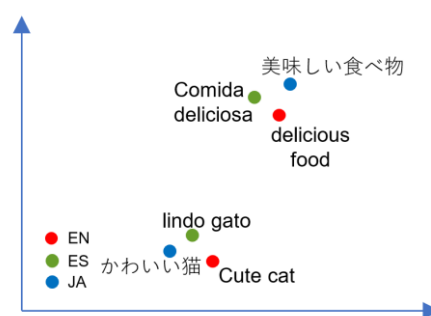 美味しい食べ物
Comida
deliciosa
delicious
food
lindo gato
かわいい猫
Cute cat
EN
ES
JA